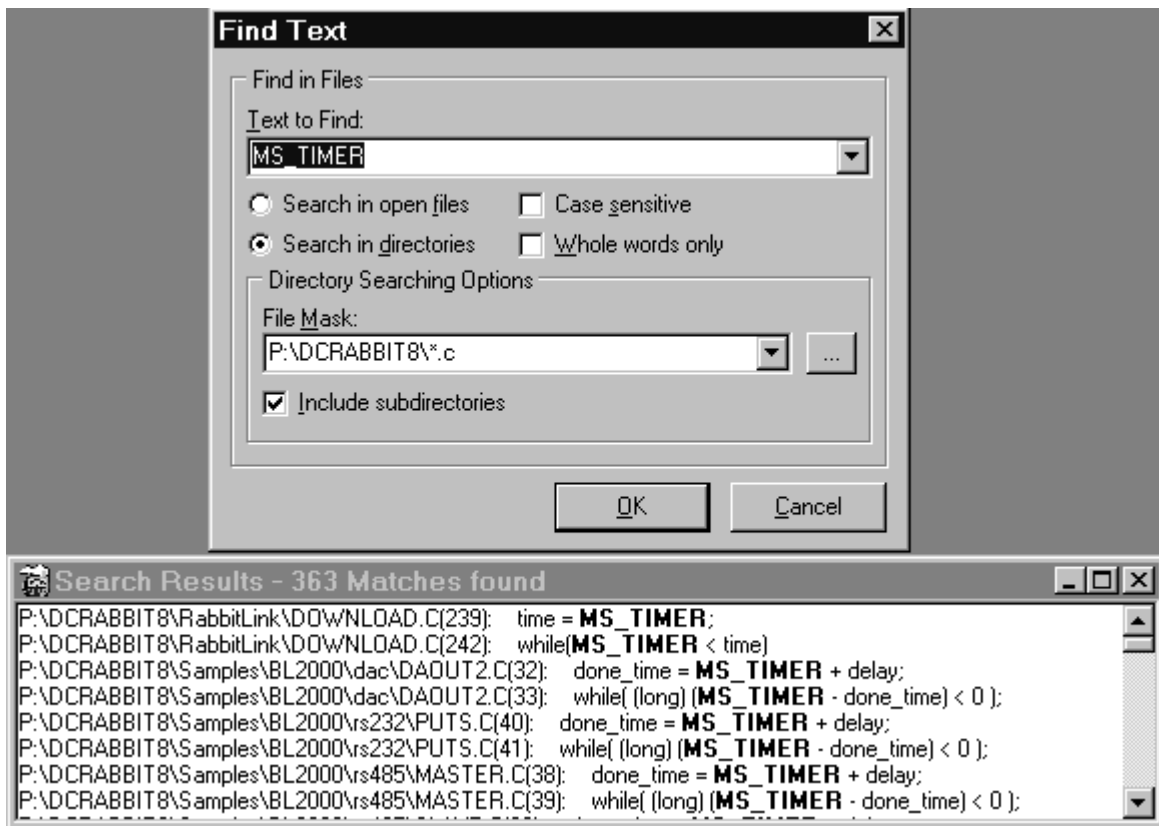 Find Text
Find in Files
Text to Find:
MS_TIMER
Search in open files Case sensitive
Search in directories Whole words only
Directory Searching Options
File Mask:
P:\DCRABBIT8\*.c ...
Include subdirectories
OK Cancel
Search Results - 363 Matches found
P:\DCRABBIT8\RabbitLink\DOWNLOAD.C(239): time = MS_TIMER;
P:\DCRABBIT8\RabbitLink\DOWNLOAD.C(242): while(MS_TIMER < time)
P:\DCRABBIT8\Samples\BL2000\dac\DAOUT2.C(32): done_time = MS_TIMER + delay;
P:\DCRABBIT8\Samples\BL2000\dac\DAOUT2.C(33): while( (long) (MS_TIMER - done_time) < 0 );
P:\DCRABBIT8\Samples\BL2000\rs232\PUTS.C(40): done_time = MS_TIMER + delay;
P:\DCRABBIT8\Samples\BL2000\rs232\PUTS.C(41): while( (long) (MS_TIMER - done_time) < 0 );
P:\DCRABBIT8\Samples\BL2000\rs485\MASTER.C(38): done_time = MS_TIMER + delay;
P:\DCRABBIT8\Samples\BL2000\rs485\MASTER.C(39): while( (long) (MS_TIMER - done_time) < 0 );